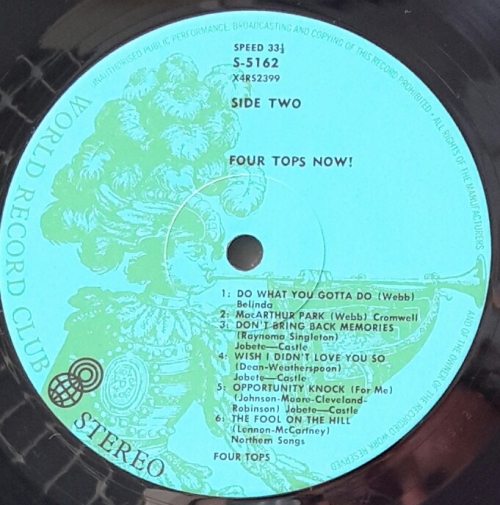 UNAUTHORISED PUBLIC PERFORMANCE, BROADCASTING AND COPYING OF THIS RECORD PROHIBITED • ALL RIGHTS OF THE MANUFACTURERS AND OF THE OWNER OF THE RECORDED WORK RESERVED
SPEED 33⅓
S-5162
X4RS2399
SIDE TWO
WORLD RECORD CLUB
FOUR TOPS NOW!
1: DO WHAT YOU GOTTA DO (Webb)
Belinda
2: MacARTHUR PARK (Webb) Cromwell
3: DON'T BRING BACK MEMORIES
(Raynoma Singleton)
Jobete—Castle
4: WISH I DIDN'T LOVE YOU SO
(Dean-Weatherspoon)
Jobete—Castle
5: OPPORTUNITY KNOCK (For Me)
(Johnson-Moore-Cleveland-
Robinson) Jobete—Castle
6: THE FOOL ON THE HILL
(Lennon-McCartney)
Northern Songs
FOUR TOPS
STEREO